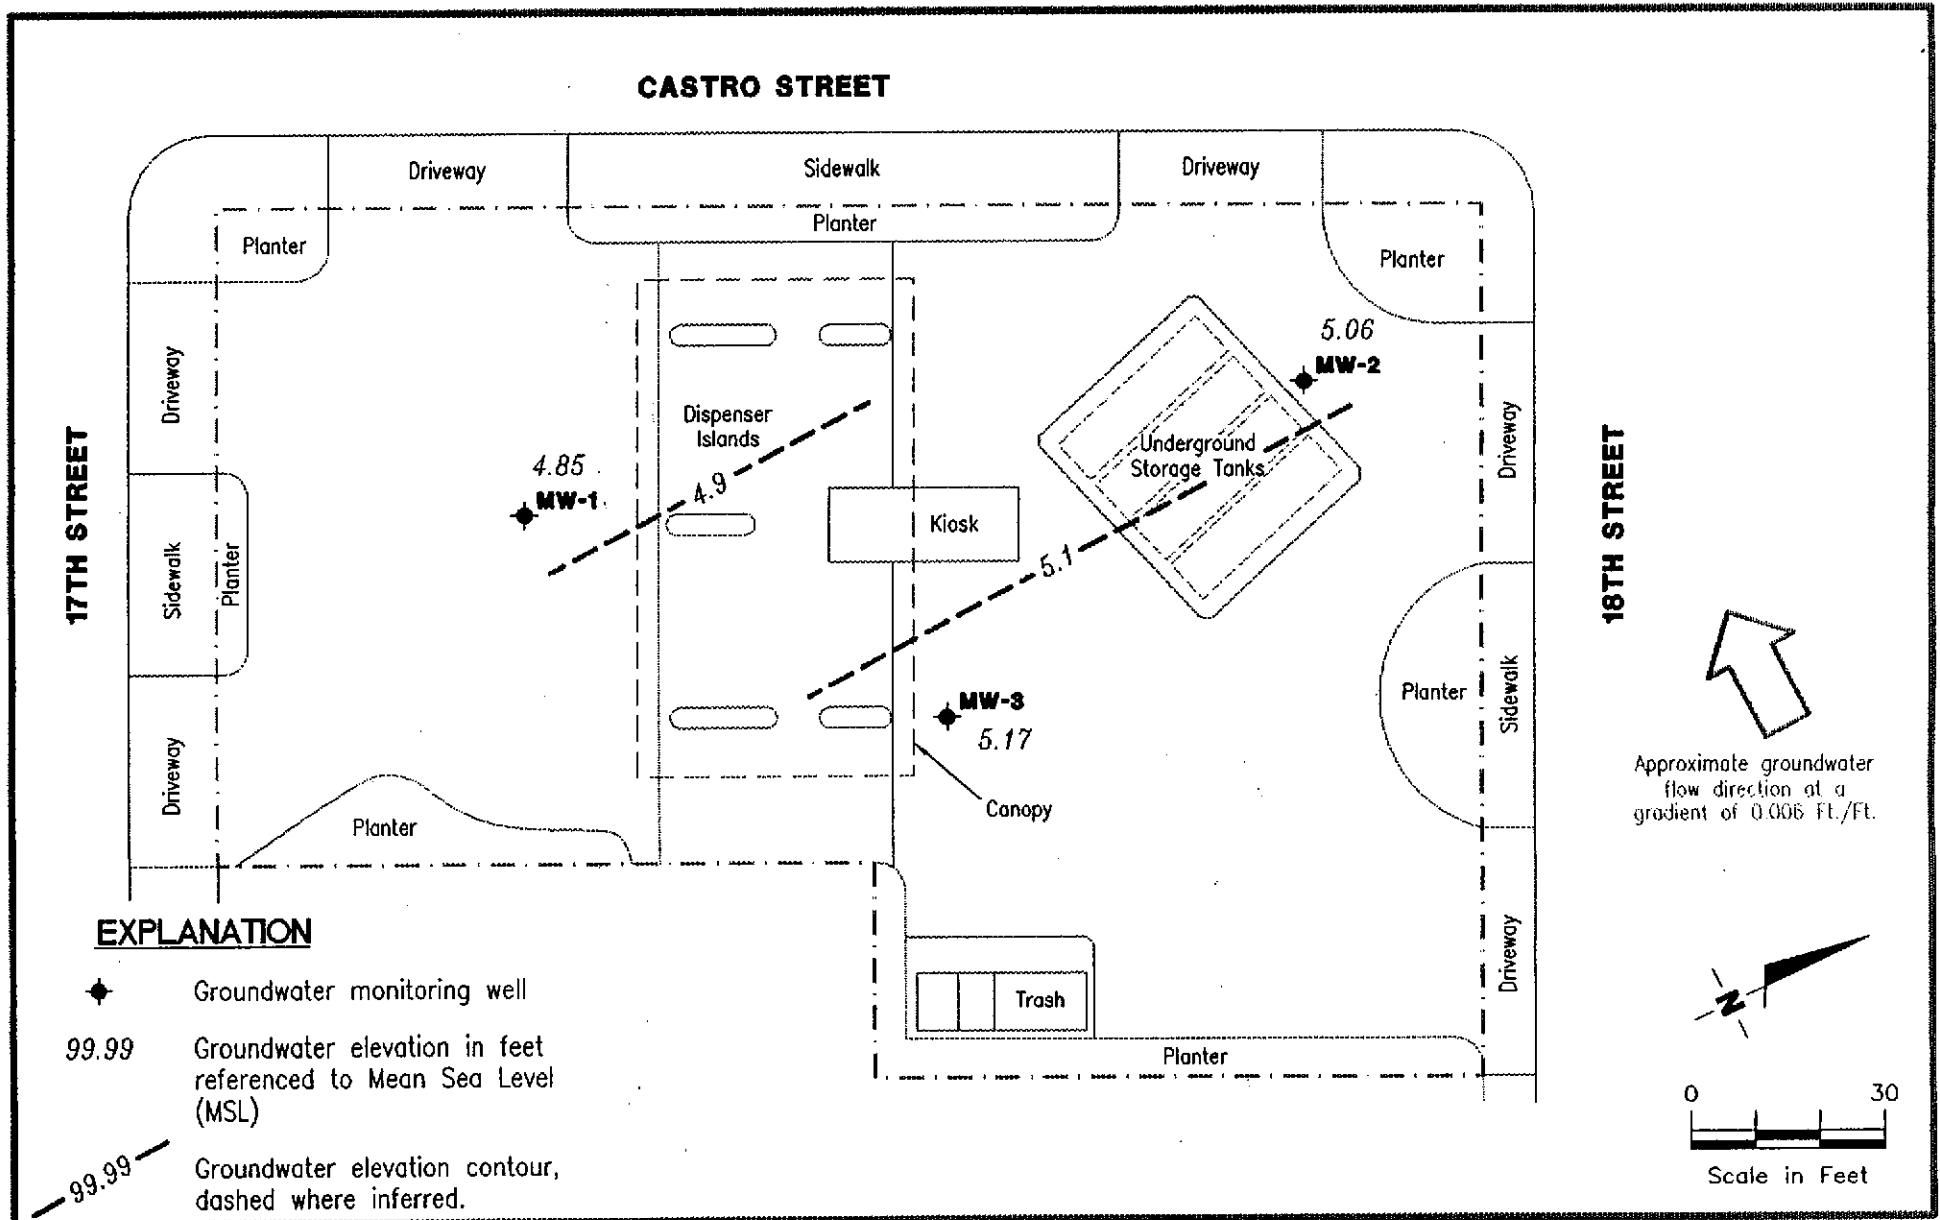 CASTRO STREET
Driveway
Sidewalk
Driveway
Planter
Planter
Planter
5.06
MW-2
Driveway
Dispenser
Islands
4.9
4.85
MW-1
Underground
Storage Tanks
Driveway
17TH STREET
18TH STREET
Kiosk
5.1
Sidewalk
Planter
MW-3
5.17
Planter
Sidewalk
Driveway
Planter
Canopy
Approximate groundwater
flow direction at a
gradient of 0.006 Ft./Ft.
Driveway
Trash
Planter
N
EXPLANATION
Groundwater monitoring well
99.99
Groundwater elevation in feet
referenced to Mean Sea Level
(MSL)
99.99
Groundwater elevation contour,
dashed where inferred.
0 30
Scale in Feet